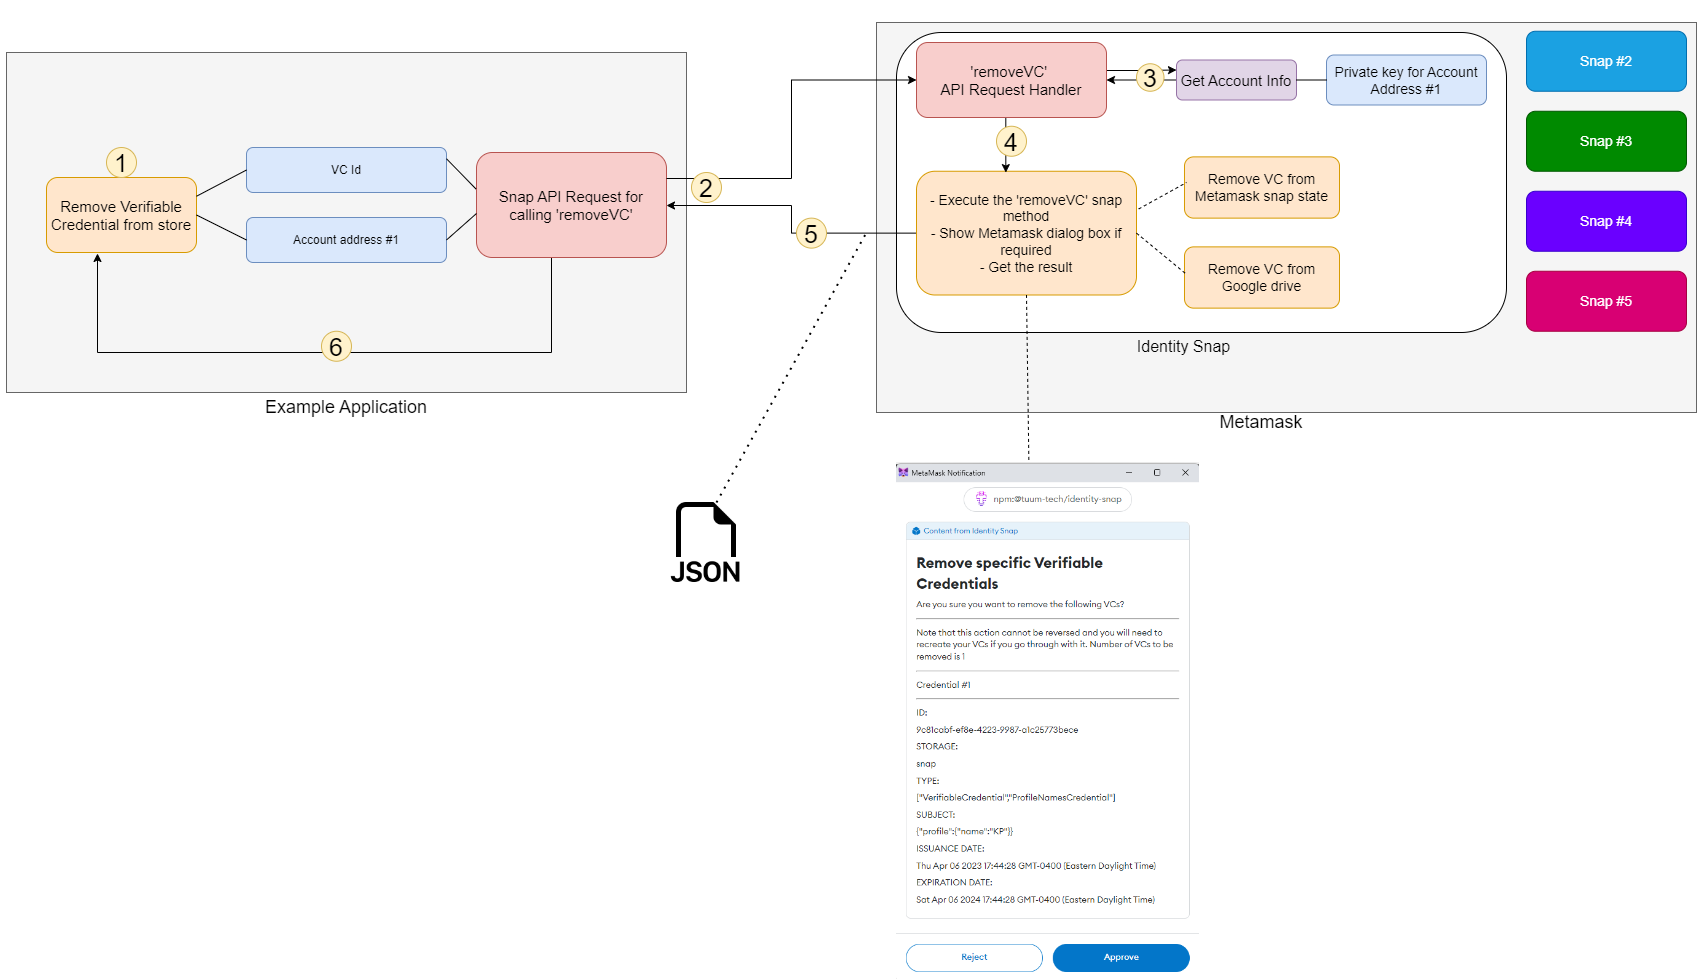 1
Remove Verifiable
Credential from store
VC Id
Account address #1
Snap API Request for
calling 'removeVC'
2
5
6
Example Application
'removeVC'
API Request Handler
3
Get Account Info
Private key for Account
Address #1
4
- Execute the 'removeVC' snap
method
- Show Metamask dialog box if
required
- Get the result
Remove VC from
Metamask snap state
Remove VC from
Google drive
Identity Snap
Snap #2
Snap #3
Snap #4
Snap #5
Metamask
JSON
MetaMask Notification
npm:@tuum-tech/identity-snap
Content from Identity Snap
Remove specific Verifiable
Credentials
Are you sure you want to remove the following VCs?
Note that this action cannot be reversed and you will need to
recreate your VCs if you go through with it. Number of VCs to be
removed is 1
Credential #1
ID:
9c81cabf-ef8e-4223-9987-a1c25773bece
STORAGE:
snap
TYPE:
["VerifiableCredential","ProfileNamesCredential"]
SUBJECT:
{"profile":{"name":"KP"}}
ISSUANCE DATE:
Thu Apr 06 2023 17:44:28 GMT-0400 (Eastern Daylight Time)
EXPIRATION DATE:
Sat Apr 06 2024 17:44:28 GMT-0400 (Eastern Daylight Time)
Reject
Approve